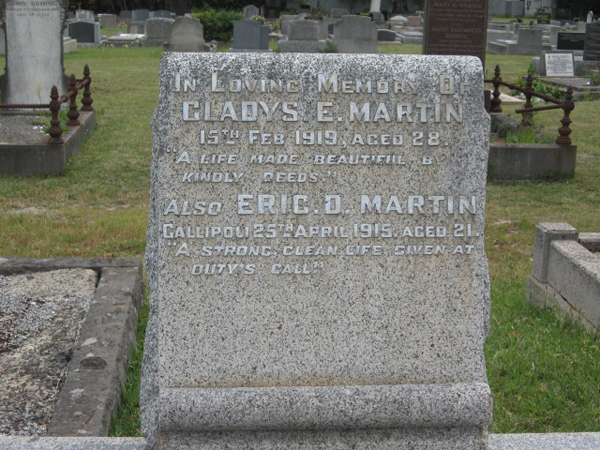 In Loving Memory Of
GLADYS. E. MARTIN
15TH FEB 1919, AGED 28.
"A LIFE MADE BEAUTIFUL BY
KINDLY DEEDS."
ALSO ERIC. D. MARTIN
GALLIPOLI 25TH APRIL 1915, AGED 21.
"A STRONG, CLEAN LIFE, GIVEN AT
DUTY'S CALL"